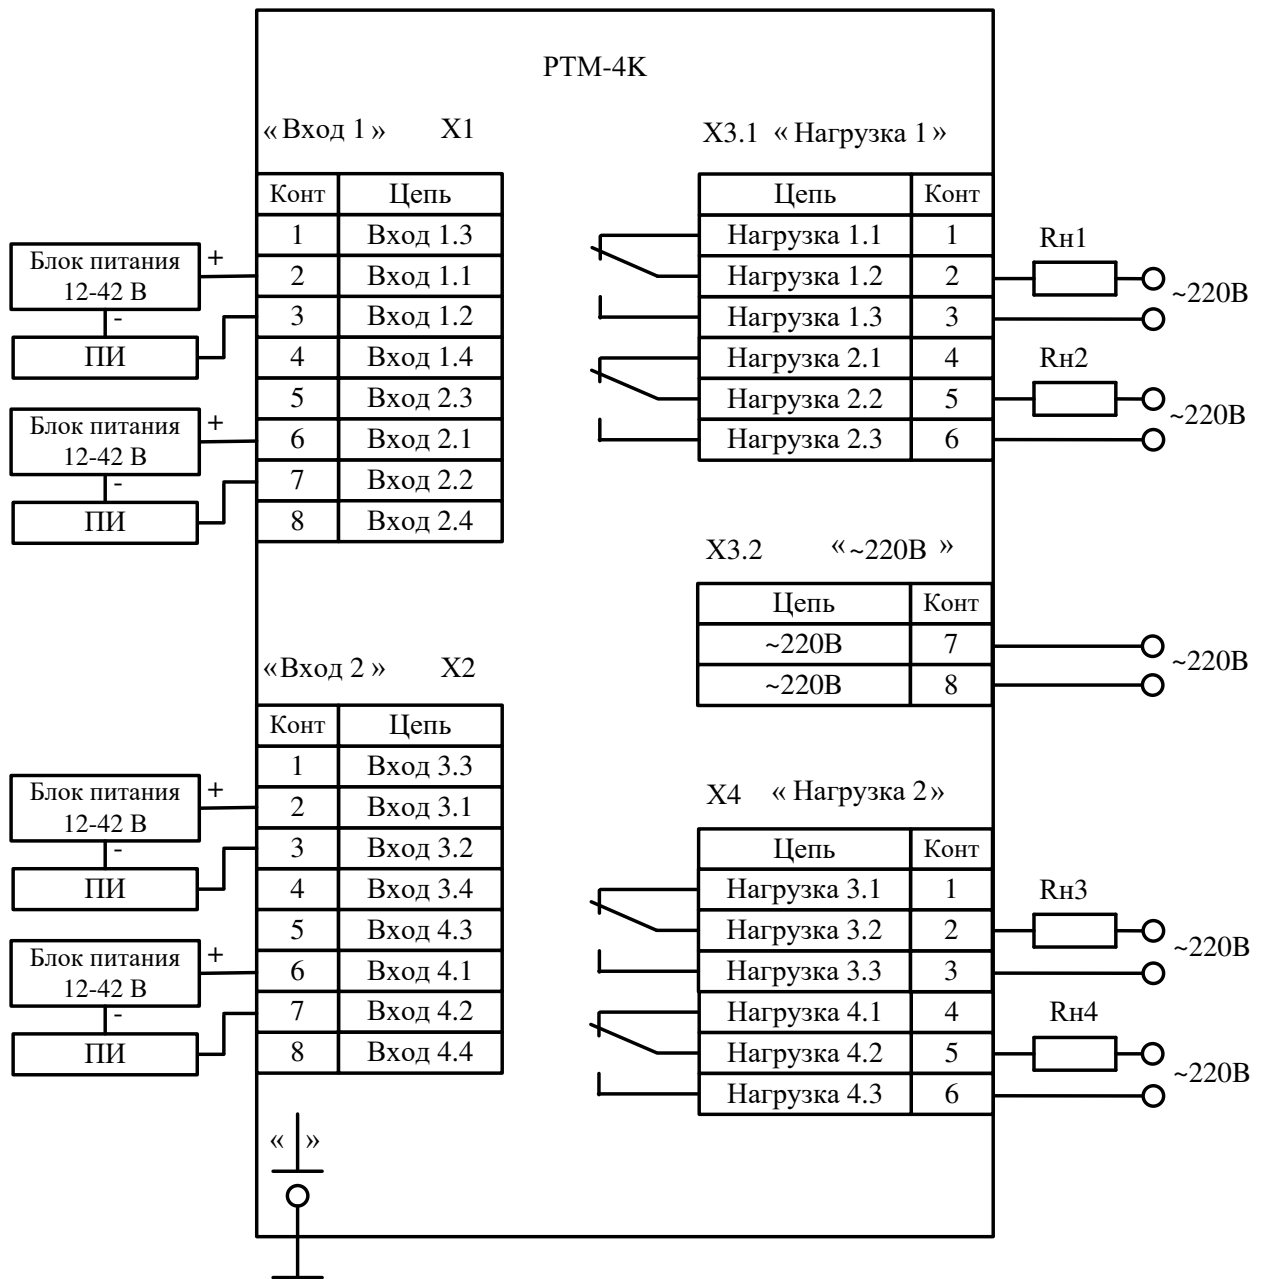 РТМ-4К
«Вход 1» X1
Конт Цепь
1 Вход 1.3
2 Вход 1.1
3 Вход 1.2
4 Вход 1.4
5 Вход 2.3
6 Вход 2.1
7 Вход 2.2
8 Вход 2.4
Блок питания
12-42 В
+
-
ПИ
Блок питания
12-42 В
+
-
ПИ
X3.1 «Нагрузка 1»
Цепь Конт
Нагрузка 1.1 1
Нагрузка 1.2 2
Нагрузка 1.3 3
Нагрузка 2.1 4
Нагрузка 2.2 5
Нагрузка 2.3 6
Rн1
~220В
Rн2
~220В
X3.2 «~220В »
Цепь Конт
~220В 7
~220В 8
~220В
«Вход 2» X2
Конт Цепь
1 Вход 3.3
2 Вход 3.1
3 Вход 3.2
4 Вход 3.4
5 Вход 4.3
6 Вход 4.1
7 Вход 4.2
8 Вход 4.4
Блок питания
12-42 В
+
-
ПИ
Блок питания
12-42 В
+
-
ПИ
X4 «Нагрузка 2»
Цепь Конт
Нагрузка 3.1 1
Нагрузка 3.2 2
Нагрузка 3.3 3
Нагрузка 4.1 4
Нагрузка 4.2 5
Нагрузка 4.3 6
Rн3
~220В
Rн4
~220В
« »